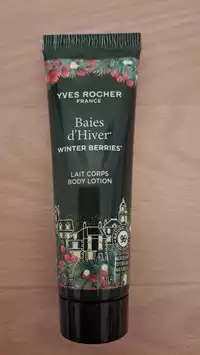 YVES ROCHER
FRANCE
Baies
d'Hiver*
WINTER BERRIES*
LAIT CORPS
BODY LOTION